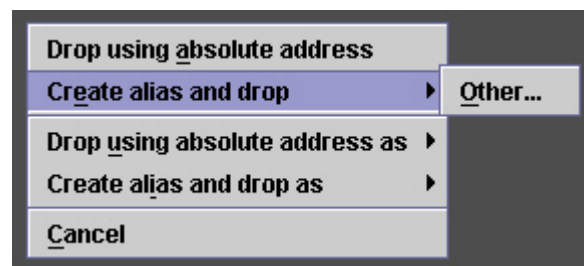 Drop using absolute address
Create alias and drop
Other...
Drop using absolute address as
Create alias and drop as
Cancel